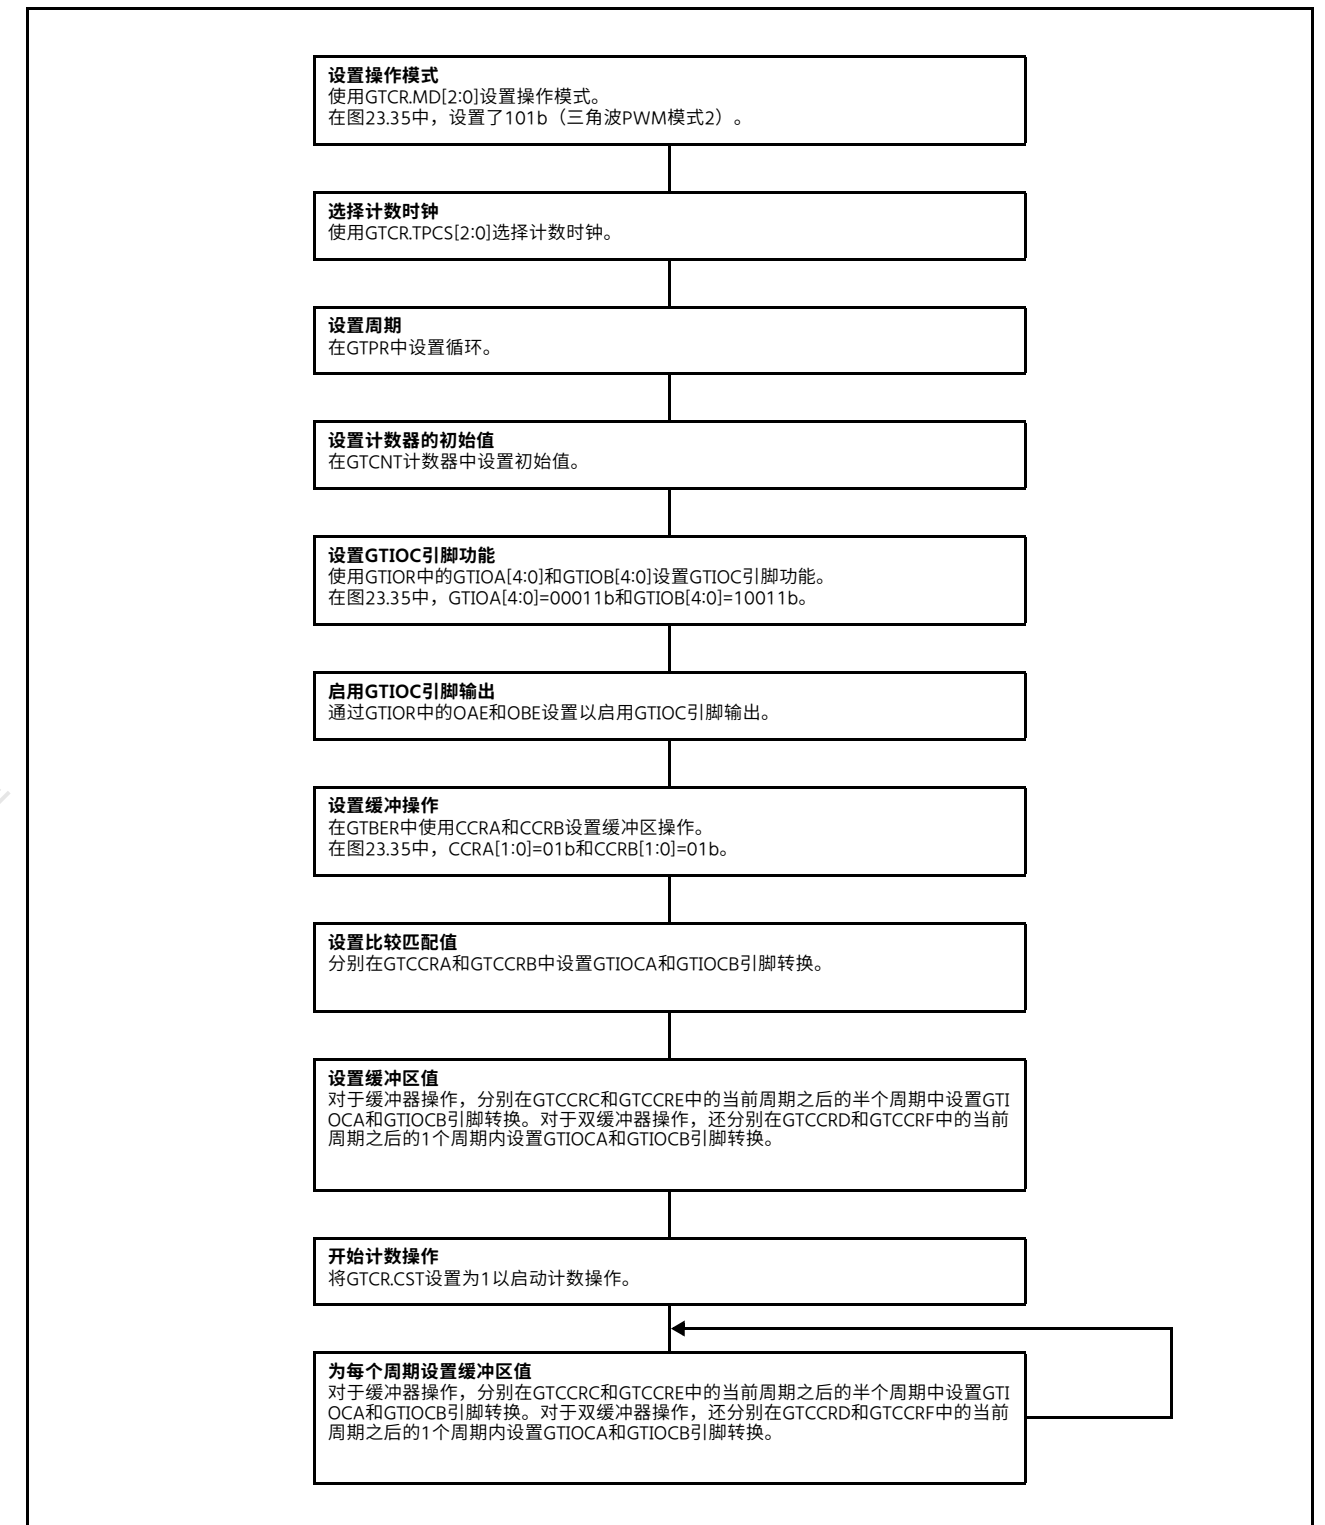 设置操作模式
使用GTCR.MD[2:0]设置操作模式。
在图23.35中，设置了101b（三角波PWM模式2）。
选择计数时钟
使用GTCR.TPCS[2:0]选择计数时钟。
设置周期
在GTPR中设置循环。
设置计数器的初始值
在GTCNT计数器中设置初始值。
设置GTIOC引脚功能
使用GTIOR中的GTIOA[4:0]和GTIOB[4:0]设置GTIOC引脚功能。
在图23.35中，GTIOA[4:0]=00011b和GTIOB[4:0]=10011b。
启用GTIOC引脚输出
通过GTIOR中的OAE和OBE设置以启用GTIOC引脚输出。
设置缓冲操作
在GTBER中使用CCRA和CCRB设置缓冲区操作。
在图23.35中，CCRA[1:0]=01b和CCRB[1:0]=01b。
设置比较匹配值
分别在GTCCRA和GTCCRB中设置GTIOCA和GTIOCB引脚转换。
设置缓冲区值
对于缓冲器操作，分别在GTCCRC和GTCCRE中的当前周期之后的半个周期中设置GTI
OCA和GTIOCB引脚转换。对于双缓冲器操作，还分别在GTCCRD和GTCCRF中的当前
周期之后的1个周期内设置GTIOCA和GTIOCB引脚转换。
开始计数操作
将GTCR.CST设置为1以启动计数操作。
为每个周期设置缓冲区值
对于缓冲器操作，分别在GTCCRC和GTCCRE中的当前周期之后的半个周期中设置GTI
OCA和GTIOCB引脚转换。对于双缓冲器操作，还分别在GTCCRD和GTCCRF中的当前
周期之后的1个周期内设置GTIOCA和GTIOCB引脚转换。